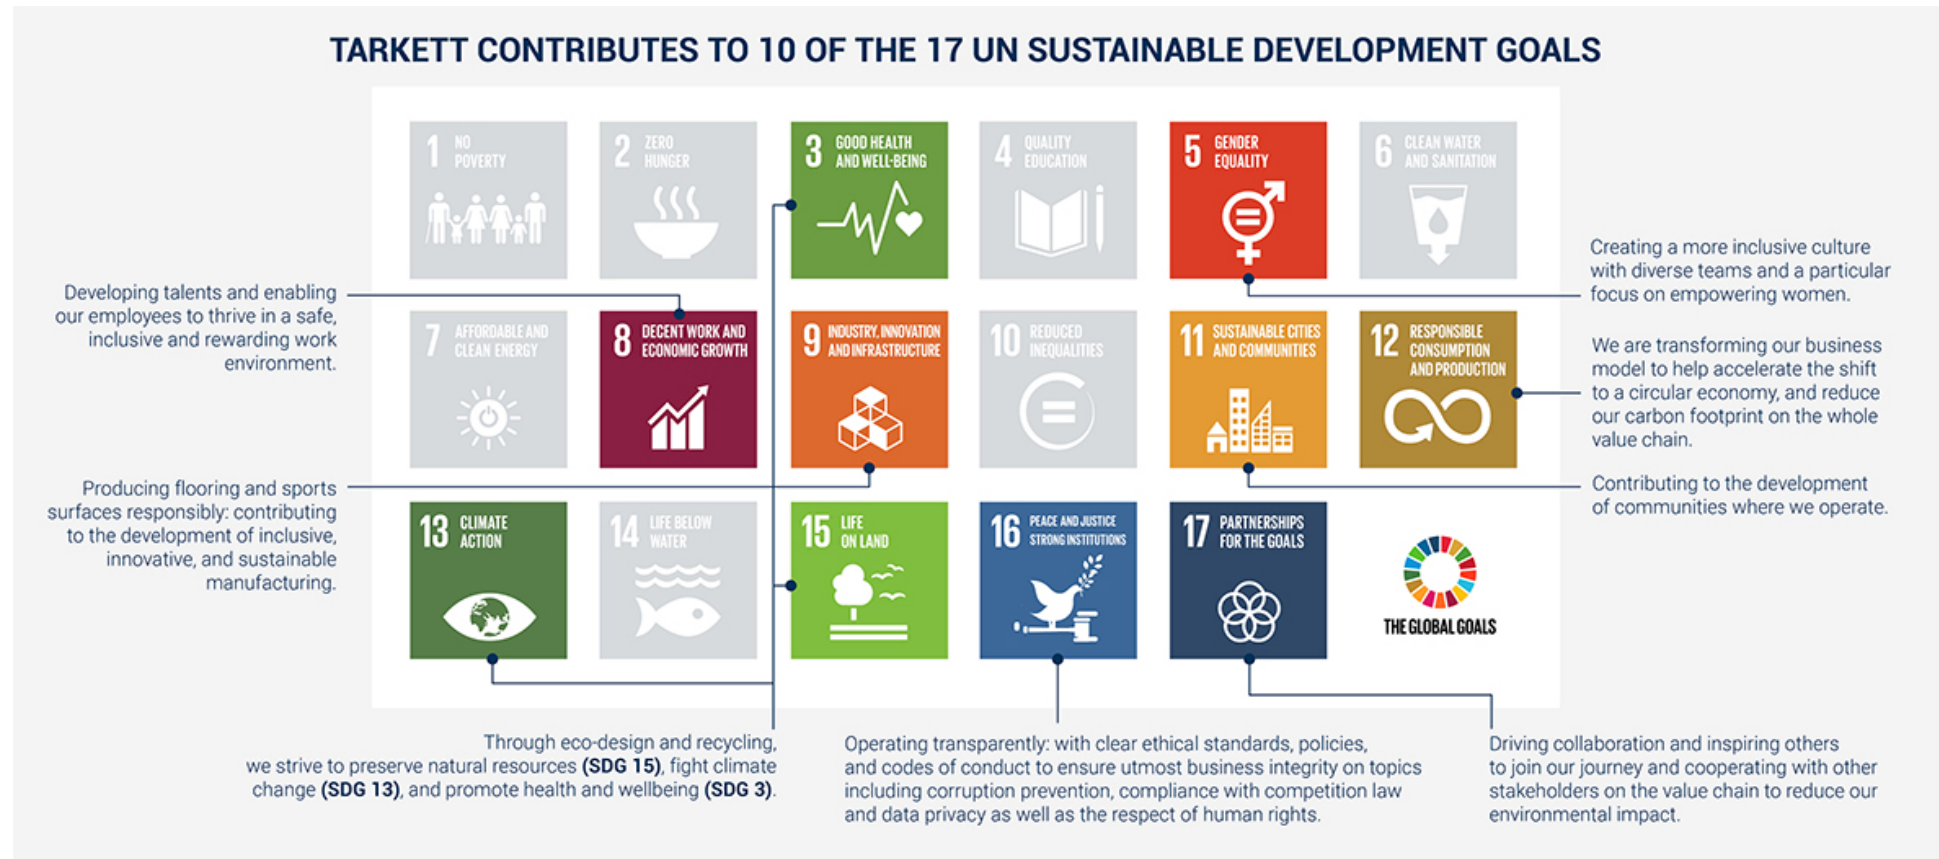 TARKETT CONTRIBUTES TO 10 OF THE 17 UN SUSTAINABLE DEVELOPMENT GOALS
1 NO
POVERTY
2 ZERO
HUNGER
3 GOOD HEALTH
AND WELL-BEING
4 QUALITY
EDUCATION
5 GENDER
EQUALITY
6 CLEAN WATER
AND SANITATION
7 AFFORDABLE AND
CLEAN ENERGY
8 DECENT WORK AND
ECONOMIC GROWTH
9 INDUSTRY, INNOVATION
AND INFRASTRUCTURE
10 REDUCED
INEQUALITIES
11 SUSTAINABLE CITIES
AND COMMUNITIES
12 RESPONSIBLE
CONSUMPTION
AND PRODUCTION
13 CLIMATE
ACTION
14 LIFE BELOW
WATER
15 LIFE
ON LAND
16 PEACE AND JUSTICE
STRONG INSTITUTIONS
17 PARTNERSHIPS
FOR THE GOALS
THE GLOBAL GOALS
Developing talents and enabling
our employees to thrive in a safe,
inclusive and rewarding work
environment.
Producing flooring and sports
surfaces responsibly: contributing
to the development of inclusive,
innovative, and sustainable
manufacturing.
Creating a more inclusive culture
with diverse teams and a particular
focus on empowering women.
We are transforming our business
model to help accelerate the shift
to a circular economy, and reduce
our carbon footprint on the whole
value chain.
Contributing to the development
of communities where we operate.
Through eco-design and recycling,
we strive to preserve natural resources (SDG 15), fight climate
change (SDG 13), and promote health and wellbeing (SDG 3).
Operating transparently: with clear ethical standards, policies,
and codes of conduct to ensure utmost business integrity on topics
including corruption prevention, compliance with competition law
and data privacy as well as the respect of human rights.
Driving collaboration and inspiring others
to join our journey and cooperating with other
stakeholders on the value chain to reduce our
environmental impact.